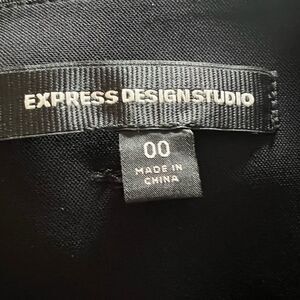 EXPRESS DESIGN STUDIO
00
MADE IN
CHINA